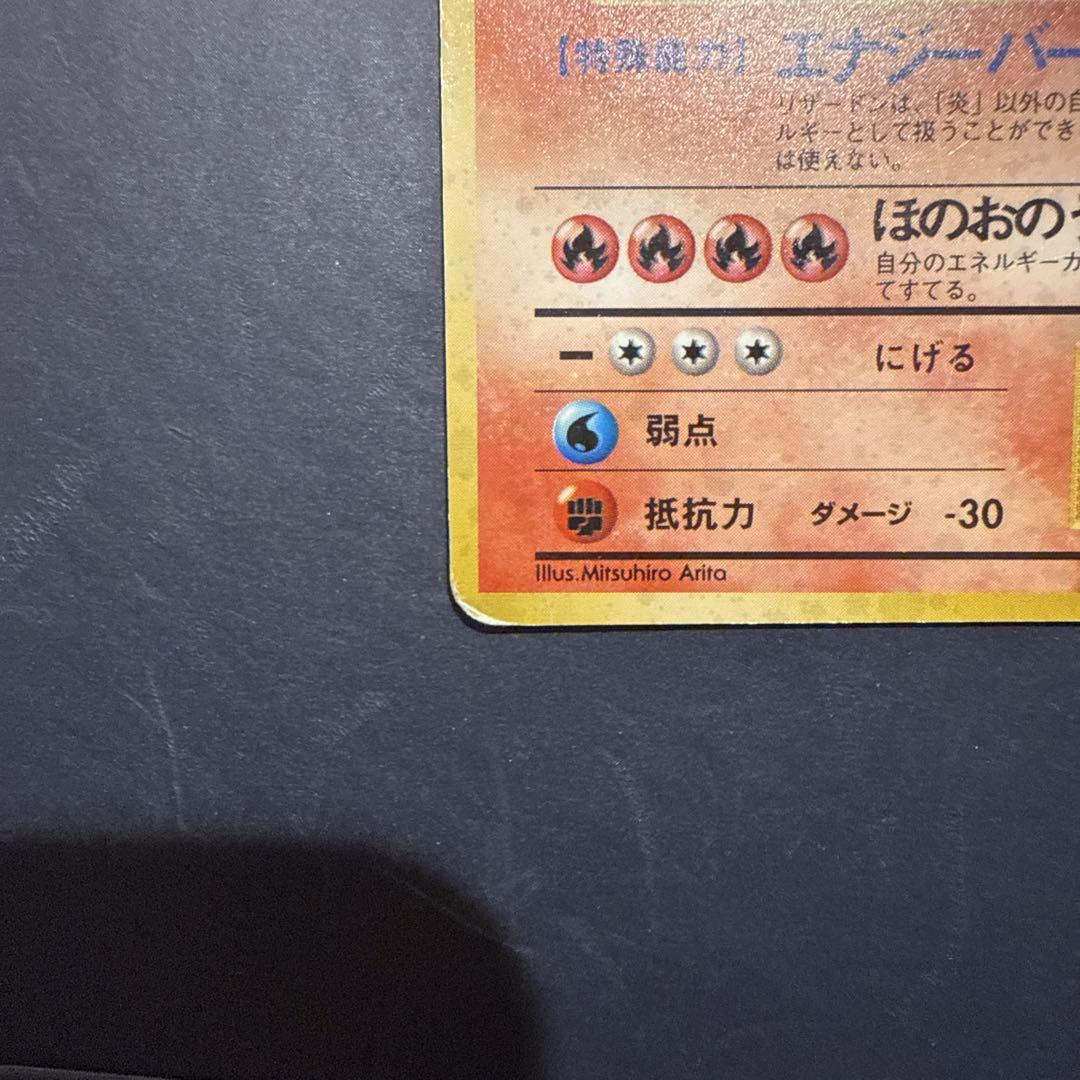 【特殊能力】 エナジーバー
リザードンは、「炎」以外の自
ルギーとして扱うことができ
は使えない。
ほのおの
自分のエネルギーカ
てすてる。
にげる
弱点
抵抗力 ダメージ -30
Illus.Mitsuhiro Arita